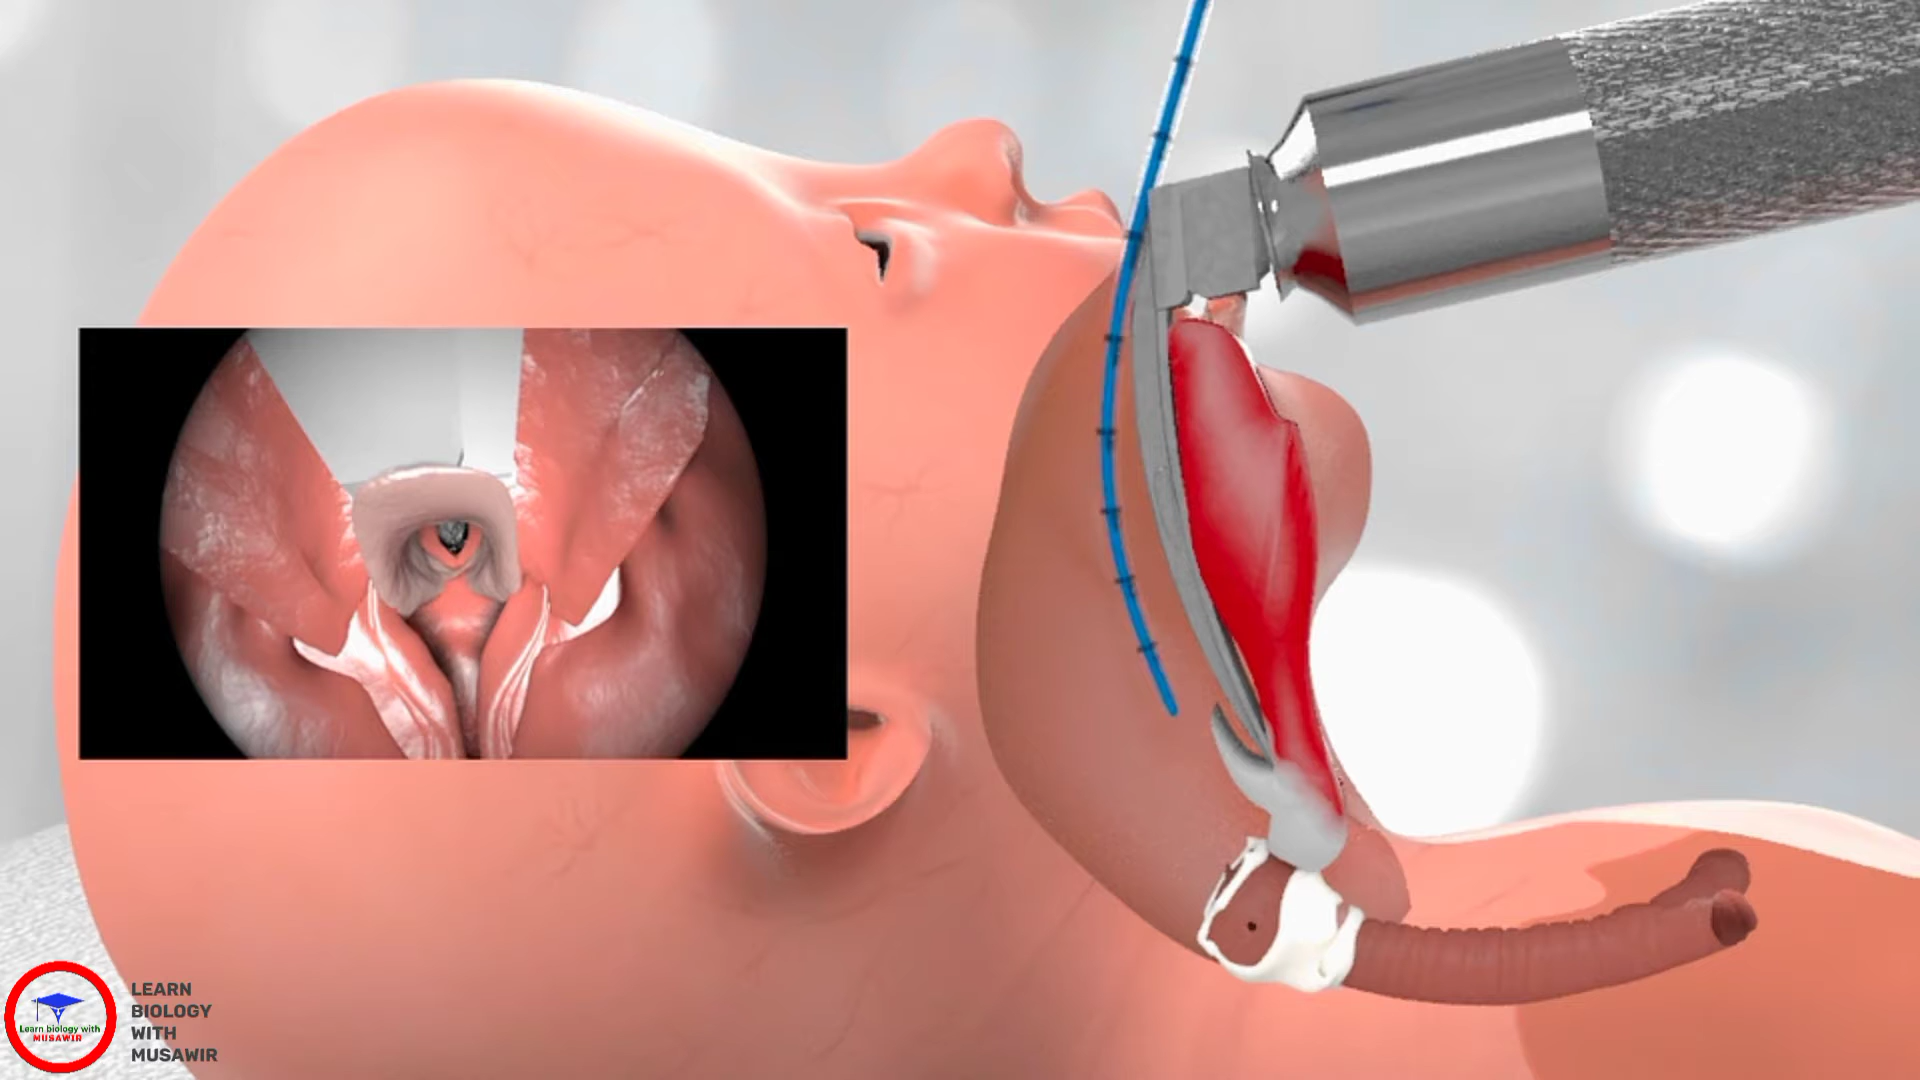 Learn biology with
MUSAWIR
LEARN
BIOLOGY
WITH
MUSAWIR